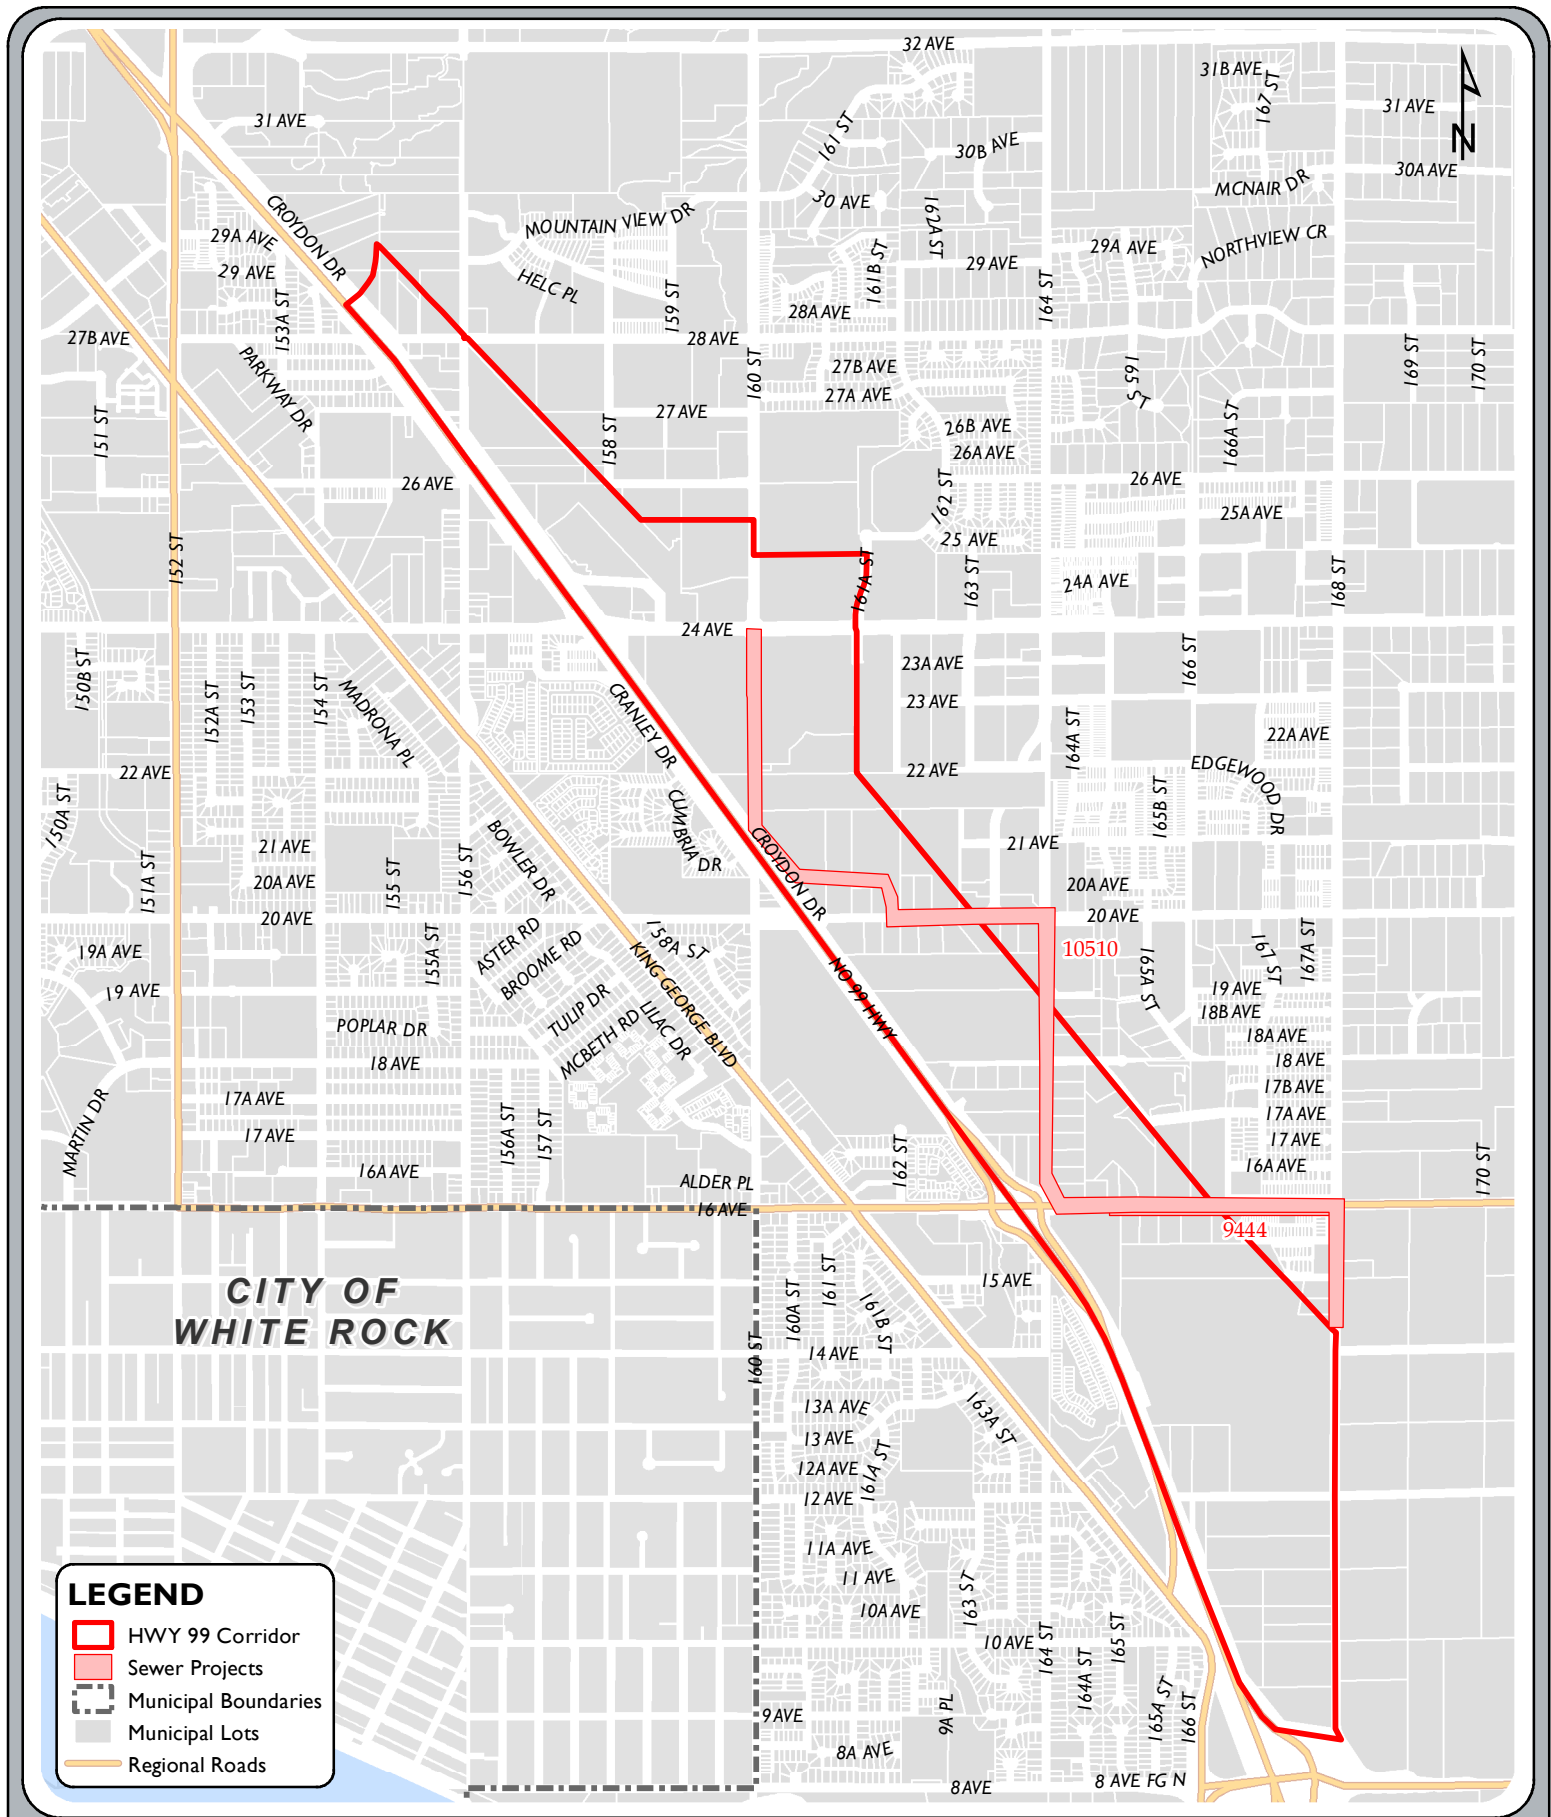 32 AVE
31B AVE
167 ST
31 AVE
N
31 AVE
161 ST
30B AVE
30A AVE
MCNAIR DR
CROYDON DR
MOUNTAIN VIEW DR
30 AVE
162A ST
29A AVE
NORTHVIEW CR
29A AVE
29 AVE
HELC PL
161B ST
29 AVE
164 ST
153A ST
159 ST
28A AVE
27B AVE
28 AVE
160 ST
27B AVE
165 ST
169 ST
170 ST
PARKWAY DR
27A AVE
151 ST
158 ST
27 AVE
26B AVE
166A ST
26A AVE
26 AVE
162 ST
26 AVE
25A AVE
152 ST
25 AVE
161A ST
163 ST
24A AVE
168 ST
24 AVE
150B ST
152A ST
153 ST
154 ST
MADRONA PL
CRANLEY DR
23A AVE
166 ST
23 AVE
164A ST
22A AVE
22 AVE
22 AVE
EDGEWOOD DR
150A ST
CUMBRIA DR
165B ST
BOWLER DR
CROYDON DR
21 AVE
21 AVE
151A ST
20A AVE
155 ST
156 ST
20A AVE
20 AVE
20 AVE
19A AVE
155A ST
ASTER RD
BROOME RD
158A ST
KING GEORGE BLVD
10510
165A ST
167 ST
167A ST
NO 99 HWY
19 AVE
19 AVE
TULIP DR
18B AVE
POPLAR DR
MCBETH RD
LILAC DR
18A AVE
18 AVE
18 AVE
MARTIN DR
17A AVE
17B AVE
17 AVE
156A ST
157 ST
17A AVE
162 ST
17 AVE
16A AVE
16A AVE
170 ST
ALDER PL
16 AVE
9444
CITY OF
WHITE ROCK
160A ST
161 ST
161B ST
15 AVE
160 ST
14 AVE
13A AVE
163A ST
13 AVE
12A AVE
161A ST
12 AVE
11A AVE
11 AVE
163 ST
10A AVE
10 AVE
164 ST
165 ST
164A ST
165A ST
166 ST
9 AVE
9A PL
8A AVE
8 AVE
8 AVE FG N
LEGEND
HWY 99 Corridor
Sewer Projects
Municipal Boundaries
Municipal Lots
Regional Roads